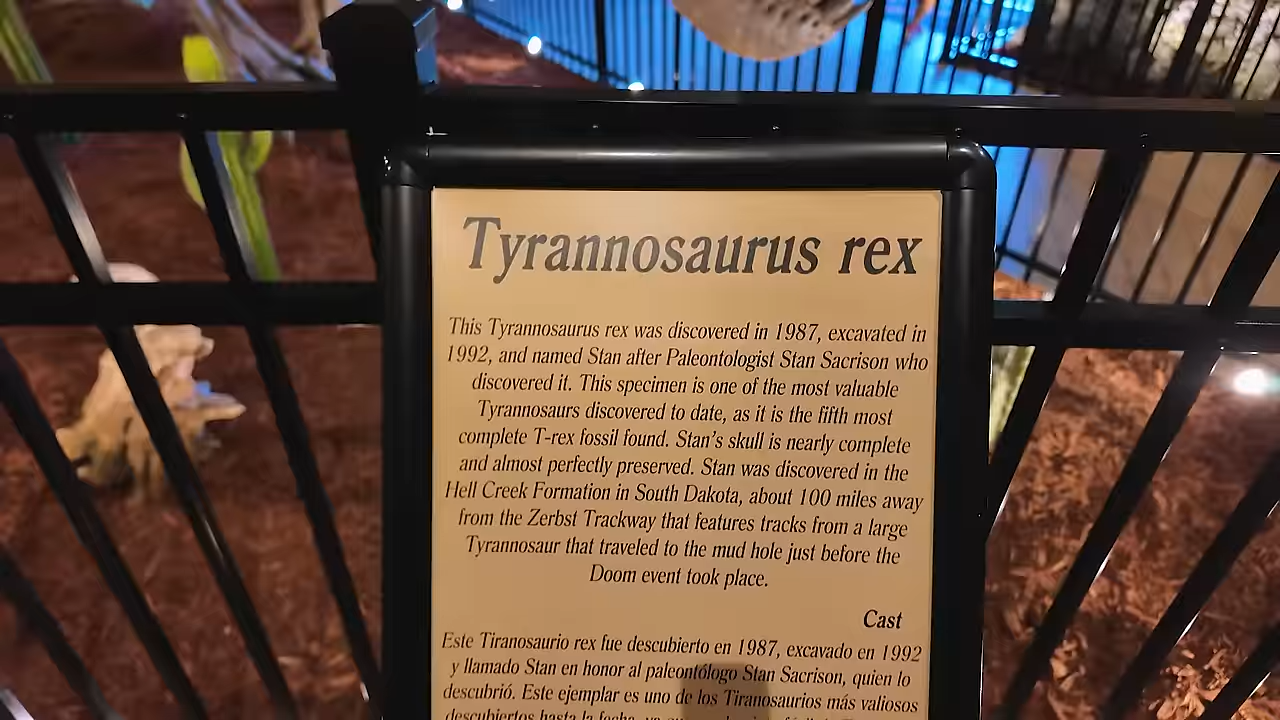 Tyrannosaurus rex
This Tyrannosaurus rex was discovered in 1987, excavated in
1992, and named Stan after Paleontologist Stan Sacrison who
discovered it. This specimen is one of the most valuable
Tyrannosaurs discovered to date, as it is the fifth most
complete T-rex fossil found. Stan's skull is nearly complete
and almost perfectly preserved. Stan was discovered in the
Hell Creek Formation in South Dakota, about 100 miles away
from the Zerbst Trackway that features tracks from a large
Tyrannosaur that traveled to the mud hole just before the
Doom event took place.
Cast
Este Tiranosaurio rex fue descubierto en 1987, excavado en 1992
y llamado Stan en honor al paleontólogo Stan Sacrison, quien lo
descubrió. Este ejemplar es uno de los Tiranosaurios más valiosos
descubiertos hasta la fecha,